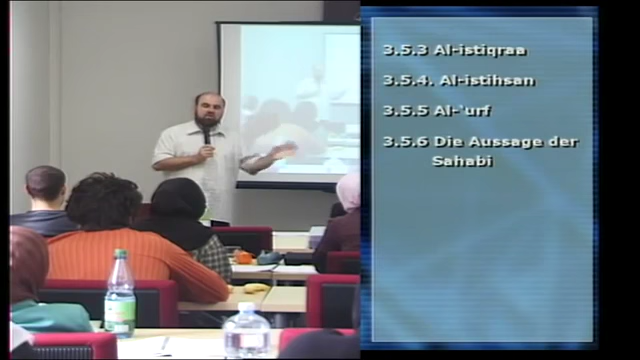 3.5.3 Al-istiqraa
3.5.4. Al-istihsan
3.5.5 Al-'urf
3.5.6 Die Aussage der
Sahabi